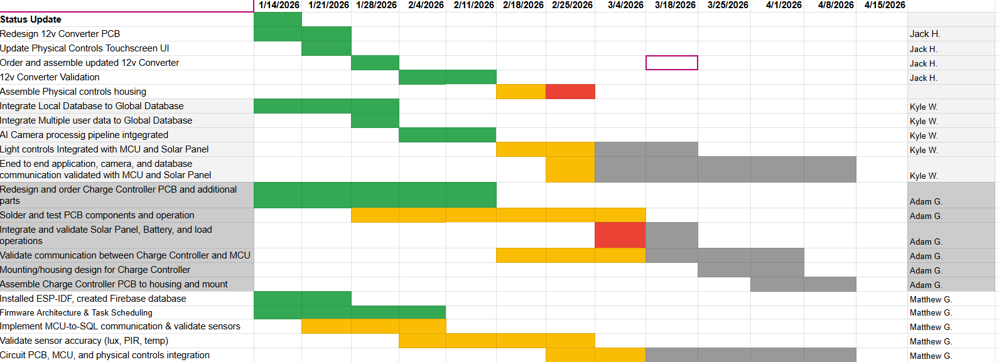 1/14/2026 1/21/2026 1/28/2026 2/4/2026 2/11/2026 2/18/2026 2/25/2026 3/4/2026 3/18/2026 3/25/2026 4/1/2026 4/8/2026 4/15/2026
Status Update
Redesign 12v Converter PCB Jack H.
Update Physical Controls Touchscreen UI Jack H.
Order and assemble updated 12v Converter Jack H.
12v Converter Validation Jack H.
Assemble Physical controls housing
Integrate Local Database to Global Database Kyle W.
Integrate Multiple user data to Global Database Kyle W.
AI Camera processig pipeline intgegrated Kyle W.
Light controls Integrated with MCU and Solar Panel Kyle W.
Ened to end application, camera, and database
communication validated with MCU and Solar Panel Kyle W.
Redesign and order Charge Controller PCB and additional
parts Adam G.
Solder and test PCB components and operation Adam G.
Integrate and validate Solar Panel, Battery, and load
operations Adam G.
Validate communication between Charge Controller and MCU Adam G.
Mounting/housing design for Charge Controller Adam G.
Assemble Charge Controller PCB to housing and mount Adam G.
Installed ESP-IDF, created Firebase database Matthew G.
Firmware Architecture & Task Scheduling Matthew G.
Implement MCU-to-SQL communication & validate sensors Matthew G.
Validate sensor accuracy (lux, PIR, temp) Matthew G.
Circuit PCB, MCU, and physical controls integration Matthew G.